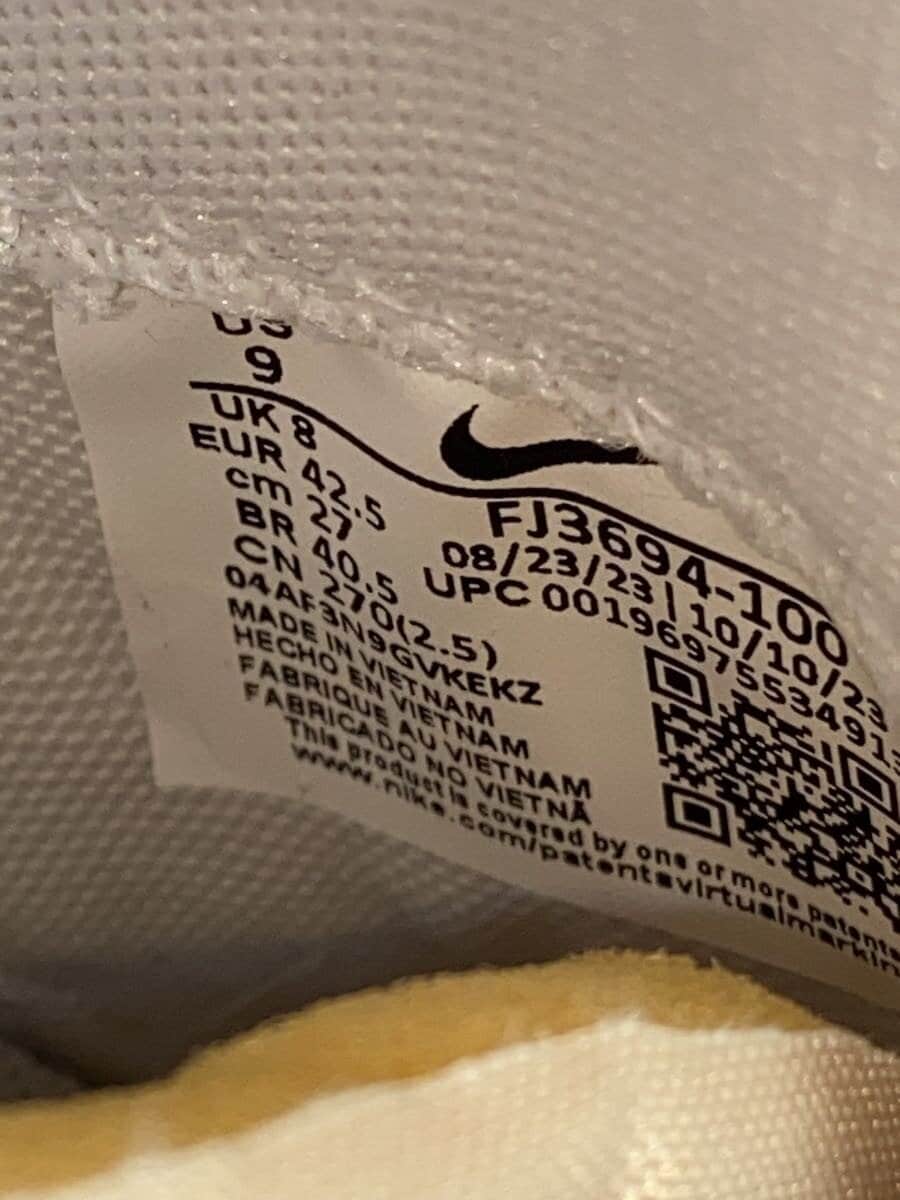 US
9
UK 8
EUR 42.5
cm 27
BR 40.5
CN 270(2.5)
04AF3N9GVKEKZ
MADE IN VIETNAM
HECHO EN VIETNAM
FABRIQUE AU VIETNAM
FABRICADO NO VIETNÃ
This product is covered by one or more patents
www.nike.com/patentsvirtualmarkin
FJ3694-100
08/23/23 | 10/10/23
UPC 00196975534913